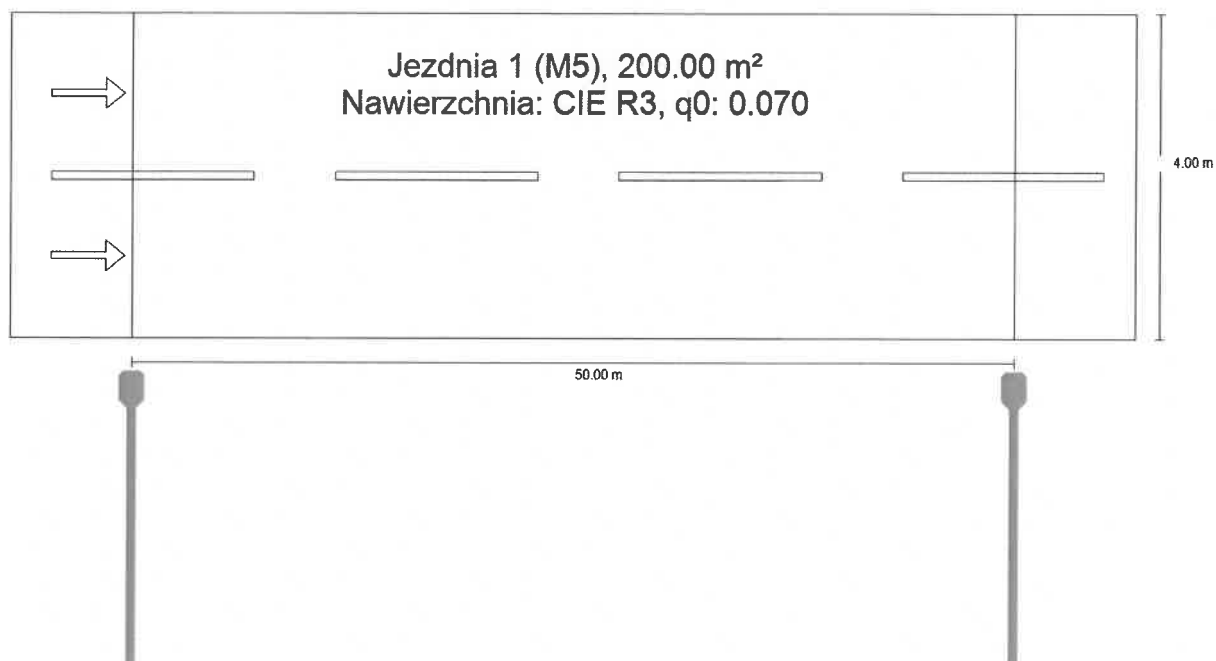 Jezdnia 1 (M5), 200.00 m²
Nawierzchnia: CIE R3, q0: 0.070
4.00 m
50.00 m